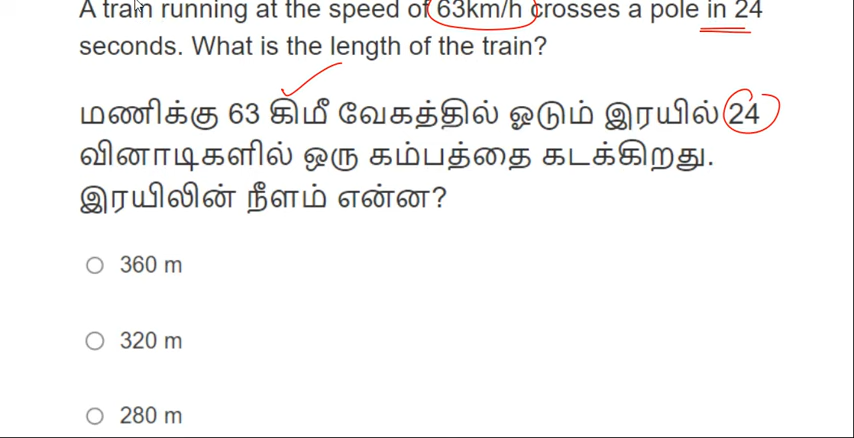 A train running at the speed of 63km/h crosses a pole in 24
seconds. What is the length of the train?
மணிக்கு 63 கிமீ வேகத்தில் ஓடும் இரயில் 24
வினாடிகளில் ஒரு கம்பத்தை கடக்கிறது.
இரயிலின் நீளம் என்ன?
360 m
320 m
280 m